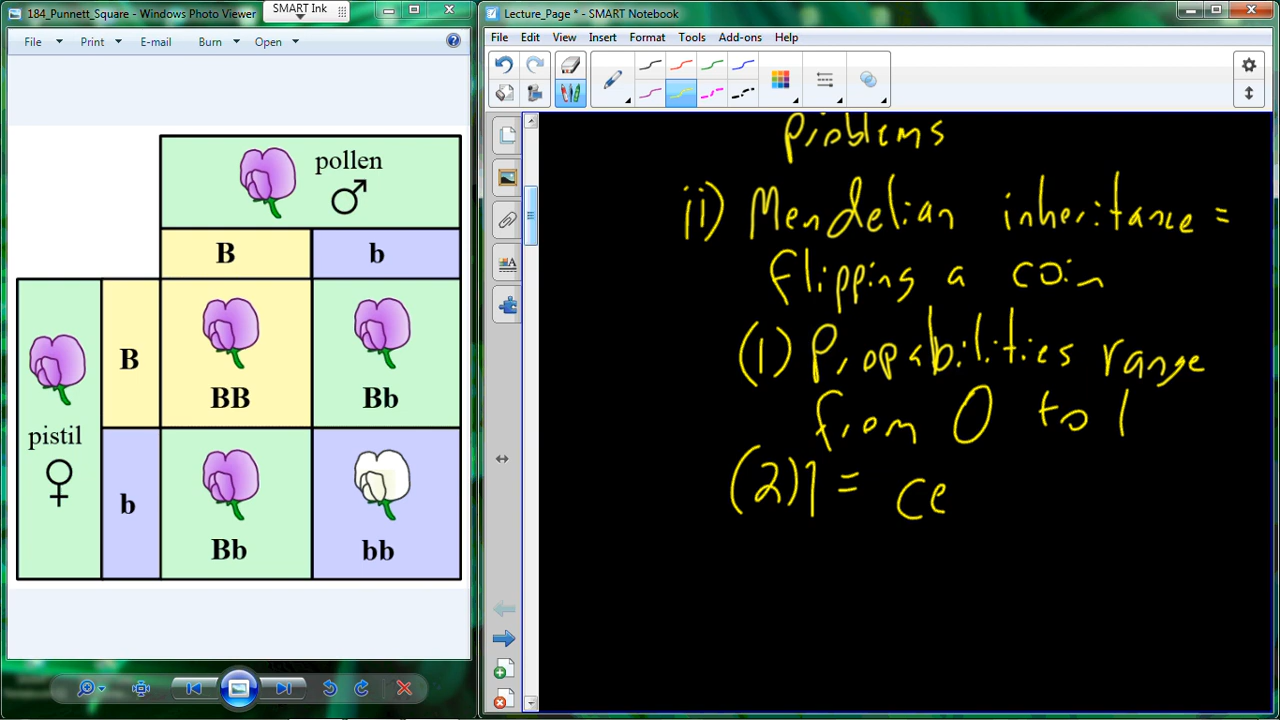 184_Punnett_Square - Windows Photo Viewer
SMART Ink
File Print E-mail Burn Open
pollen
♂
B b
pistil
♀
B
BB Bb
b
Bb bb
Lecture_Page * - SMART Notebook
File Edit View Insert Format Tools Add-ons Help
Problems
ii) Mendelian inheritance =
flipping a coin
(1) Propabilities range
from 0 to 1
(2) 1 = ce